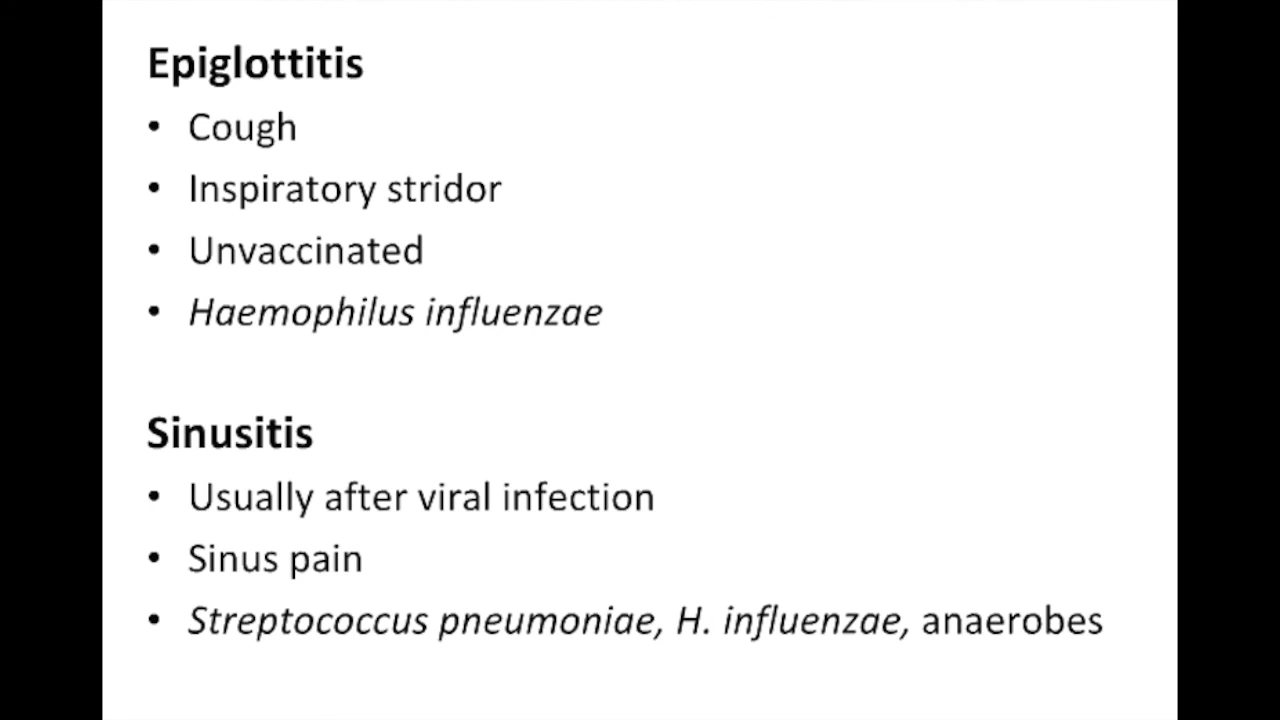 Epiglottitis
• Cough
• Inspiratory stridor
• Unvaccinated
• Haemophilus influenzae
Sinusitis
• Usually after viral infection
• Sinus pain
• Streptococcus pneumoniae, H. influenzae, anaerobes